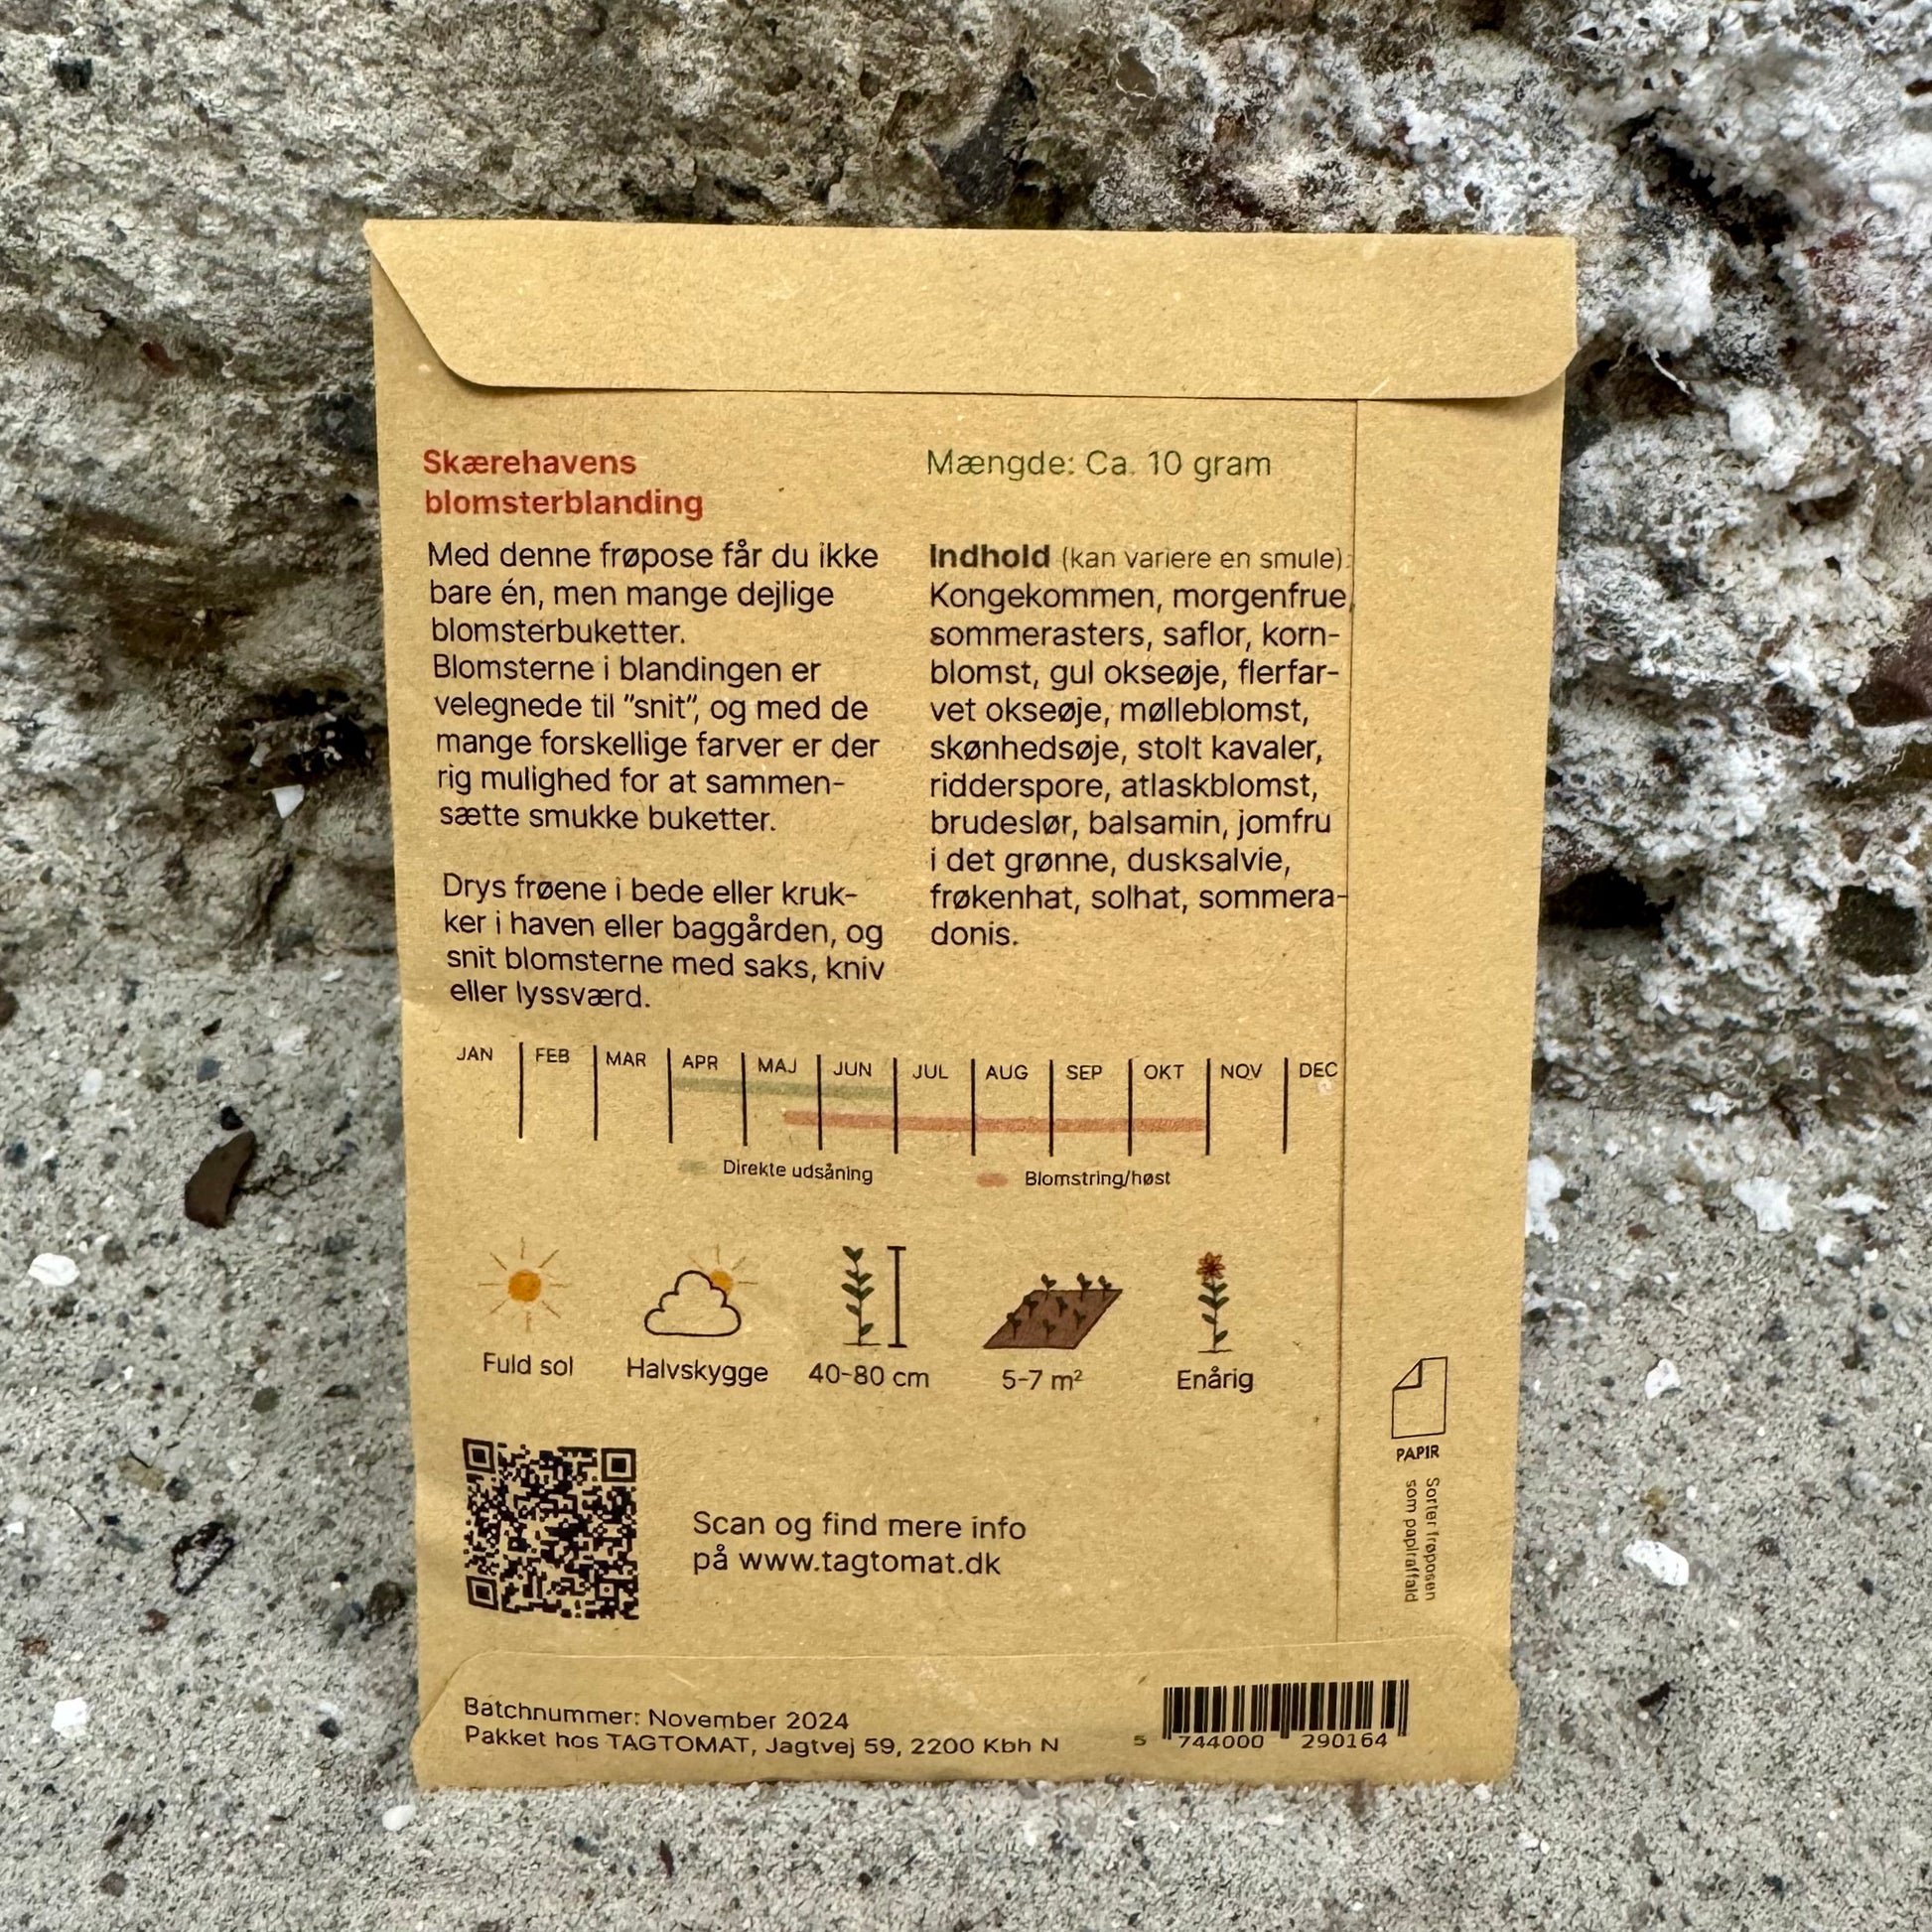 Skærehavens
blomsterblanding
Med denne frøpose får du ikke
bare én, men mange dejlige
blomsterbuketter.
Blomsterne i blandingen er
velegnede til ”snit”, og med de
mange forskellige farver er der
rig mulighed for at sammen-
sætte smukke buketter.
Drys frøene i bede eller kruk-
ker i haven eller baggården, og
snit blomsterne med saks, kniv
eller lyssværd.
Mængde: Ca. 10 gram
Indhold (kan variere en smule):
Kongekommen, morgenfrue,
sommerasters, saflor, korn-
blomst, gul okseøje, flerfar-
vet okseøje, mølleblomst,
skønhedsøje, stolt kavaler,
ridderspore, atlaskblomst,
brudeslør, balsamin, jomfru
i det grønne, dusksalvie,
frøkenhat, solhat, sommera-
donis.
JAN FEB MAR APR MAJ JUN JUL AUG SEP OKT NOV DEC
Direkte udsåning Blomstring/høst
Fuld sol Halvskygge 40-80 cm 5-7 m² Enårig
PAPIR
Sorter frøposen
som papiraffald
Scan og find mere info
på www.tagtomat.dk
Batchnummer: November 2024
Pakket hos TAGTOMAT, Jagtvej 59, 2200 Kbh N
5 744000 290164